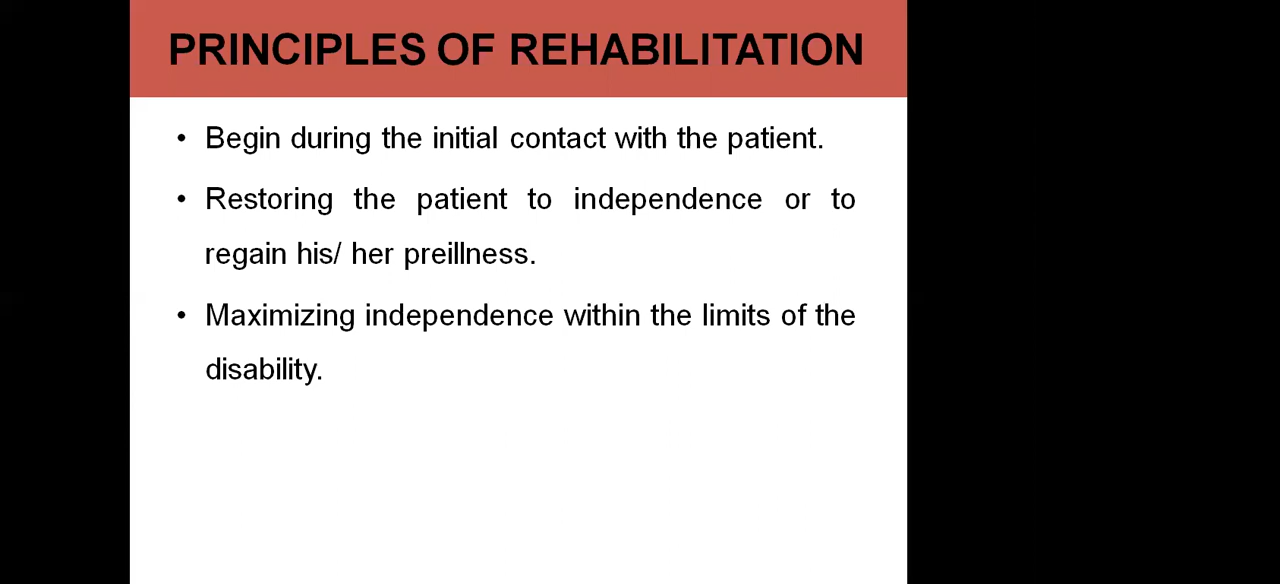 PRINCIPLES OF REHABILITATION
• Begin during the initial contact with the patient.
• Restoring the patient to independence or to
regain his/ her preillness.
• Maximizing independence within the limits of the
disability.